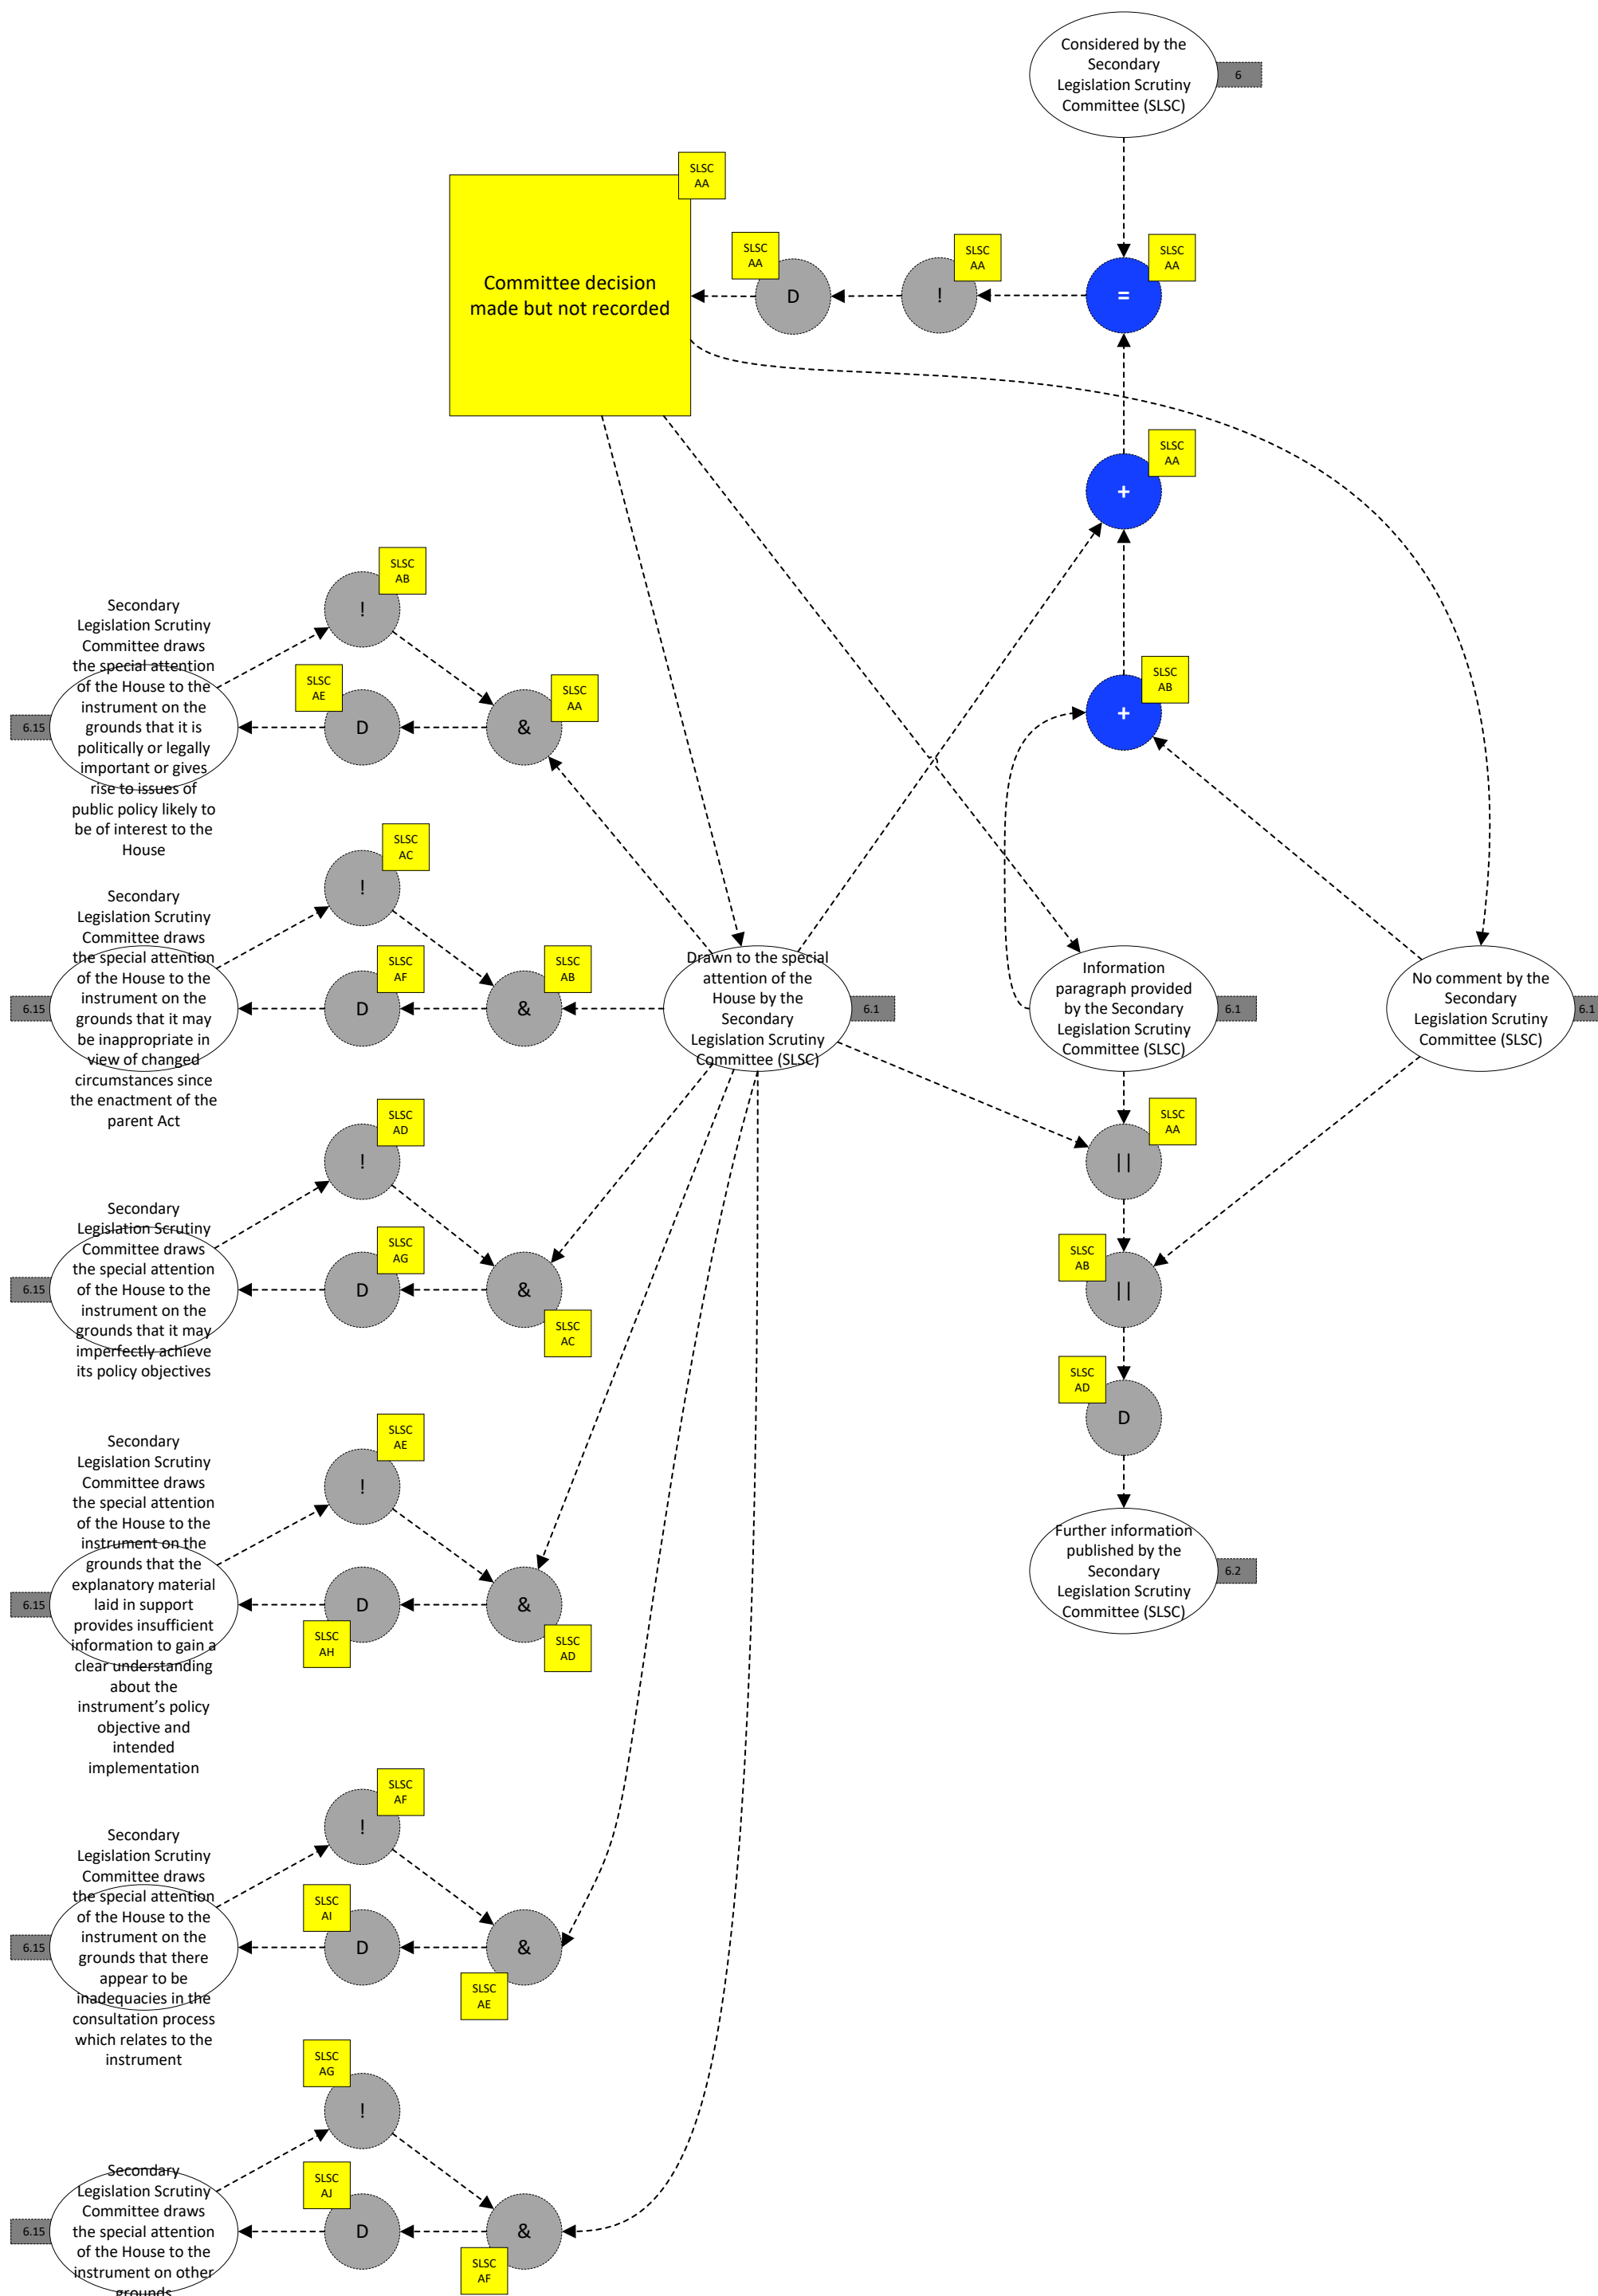 Considered by the
Secondary
Legislation Scrutiny
Committee (SLSC)
6
SLSC
AA
Committee decision
made but not recorded
SLSC
AA
D
SLSC
AA
!
SLSC
AA
=
SLSC
AA
+
SLSC
AB
+
SLSC
AB
!
Secondary
Legislation Scrutiny
Committee draws
the special attention
of the House to the
instrument on the
grounds that it is
politically or legally
important or gives
rise to issues of
public policy likely to
be of interest to the
House
6.15
SLSC
AE
D
SLSC
AA
&
SLSC
AC
!
Secondary
Legislation Scrutiny
Committee draws
the special attention
of the House to the
instrument on the
grounds that it may
be inappropriate in
view of changed
circumstances since
the enactment of the
parent Act
6.15
SLSC
AF
D
SLSC
AB
&
Drawn to the special
attention of the
House by the
Secondary
Legislation Scrutiny
Committee (SLSC)
6.1
Information
paragraph provided
by the Secondary
Legislation Scrutiny
Committee (SLSC)
6.1
No comment by the
Secondary
Legislation Scrutiny
Committee (SLSC)
6.1
SLSC
AD
!
SLSC
AA
||
Secondary
Legislation Scrutiny
Committee draws
the special attention
of the House to the
instrument on the
grounds that it may
imperfectly achieve
its policy objectives
6.15
SLSC
AG
D
&
SLSC
AC
SLSC
AB
||
SLSC
AD
D
SLSC
AE
!
Secondary
Legislation Scrutiny
Committee draws
the special attention
of the House to the
instrument on the
grounds that the
explanatory material
laid in support
provides insufficient
information to gain a
clear understanding
about the
instrument’s policy
objective and
intended
implementation
6.15
D
SLSC
AH
&
SLSC
AD
Further information
published by the
Secondary
Legislation Scrutiny
Committee (SLSC)
6.2
SLSC
AF
!
Secondary
Legislation Scrutiny
Committee draws
the special attention
of the House to the
instrument on the
grounds that there
appear to be
inadequacies in the
consultation process
which relates to the
instrument
6.15
SLSC
AI
D
&
SLSC
AE
SLSC
AG
!
Secondary
Legislation Scrutiny
Committee draws
the special attention
of the House to the
instrument on other
grounds
6.15
SLSC
AJ
D
&
SLSC
AF